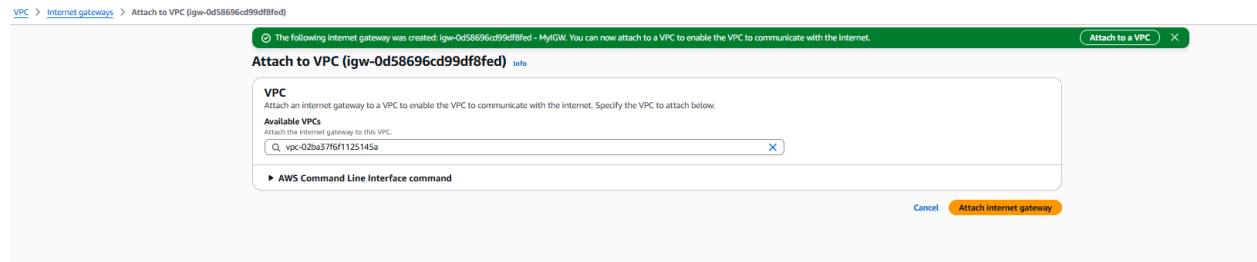 VPC > Internet gateways > Attach to VPC (igw-0d58696cd99df8fed)
The following internet gateway was created: igw-0d58696cd99df8fed - MyIGW. You can now attach to a VPC to enable the VPC to communicate with the internet.
Attach to a VPC
Attach to VPC (igw-0d58696cd99df8fed) Info
VPC
Attach an internet gateway to a VPC to enable the VPC to communicate with the internet. Specify the VPC to attach below.
Available VPCs
Attach the internet gateway to this VPC.
vpc-02ba37f6f1125145a
AWS Command Line Interface command
Cancel
Attach internet gateway